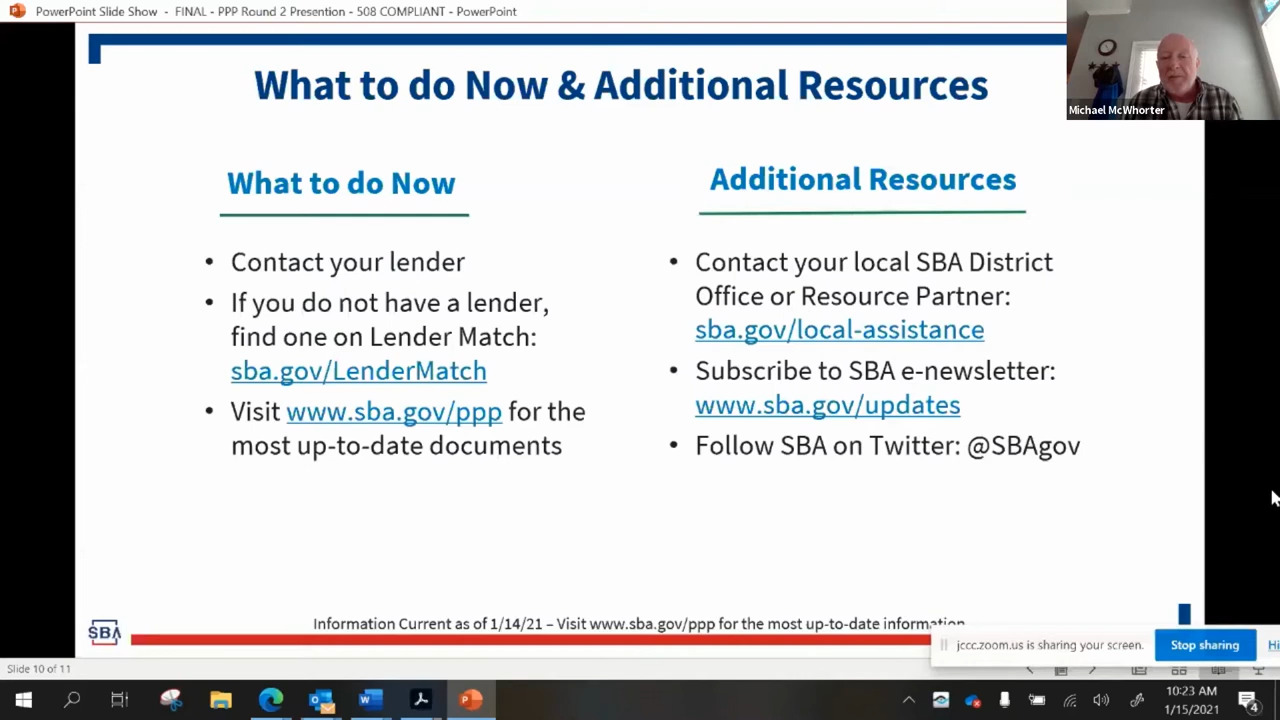 PowerPoint Slide Show - FINAL - PPP Round 2 Presention - 508 COMPLIANT - PowerPoint
Michael McWhorter
What to do Now & Additional Resources
What to do Now
• Contact your lender
• If you do not have a lender,
find one on Lender Match:
sba.gov/LenderMatch
• Visit www.sba.gov/ppp for the
most up-to-date documents
Additional Resources
• Contact your local SBA District
Office or Resource Partner:
sba.gov/local-assistance
• Subscribe to SBA e-newsletter:
www.sba.gov/updates
• Follow SBA on Twitter: @SBAgov
Information Current as of 1/14/21 – Visit www.sba.gov/ppp for the most up-to-date information
SBA
jccc.zoom.us is sharing your screen.
Stop sharing
Slide 10 of 11
10:23 AM
1/15/2021
4